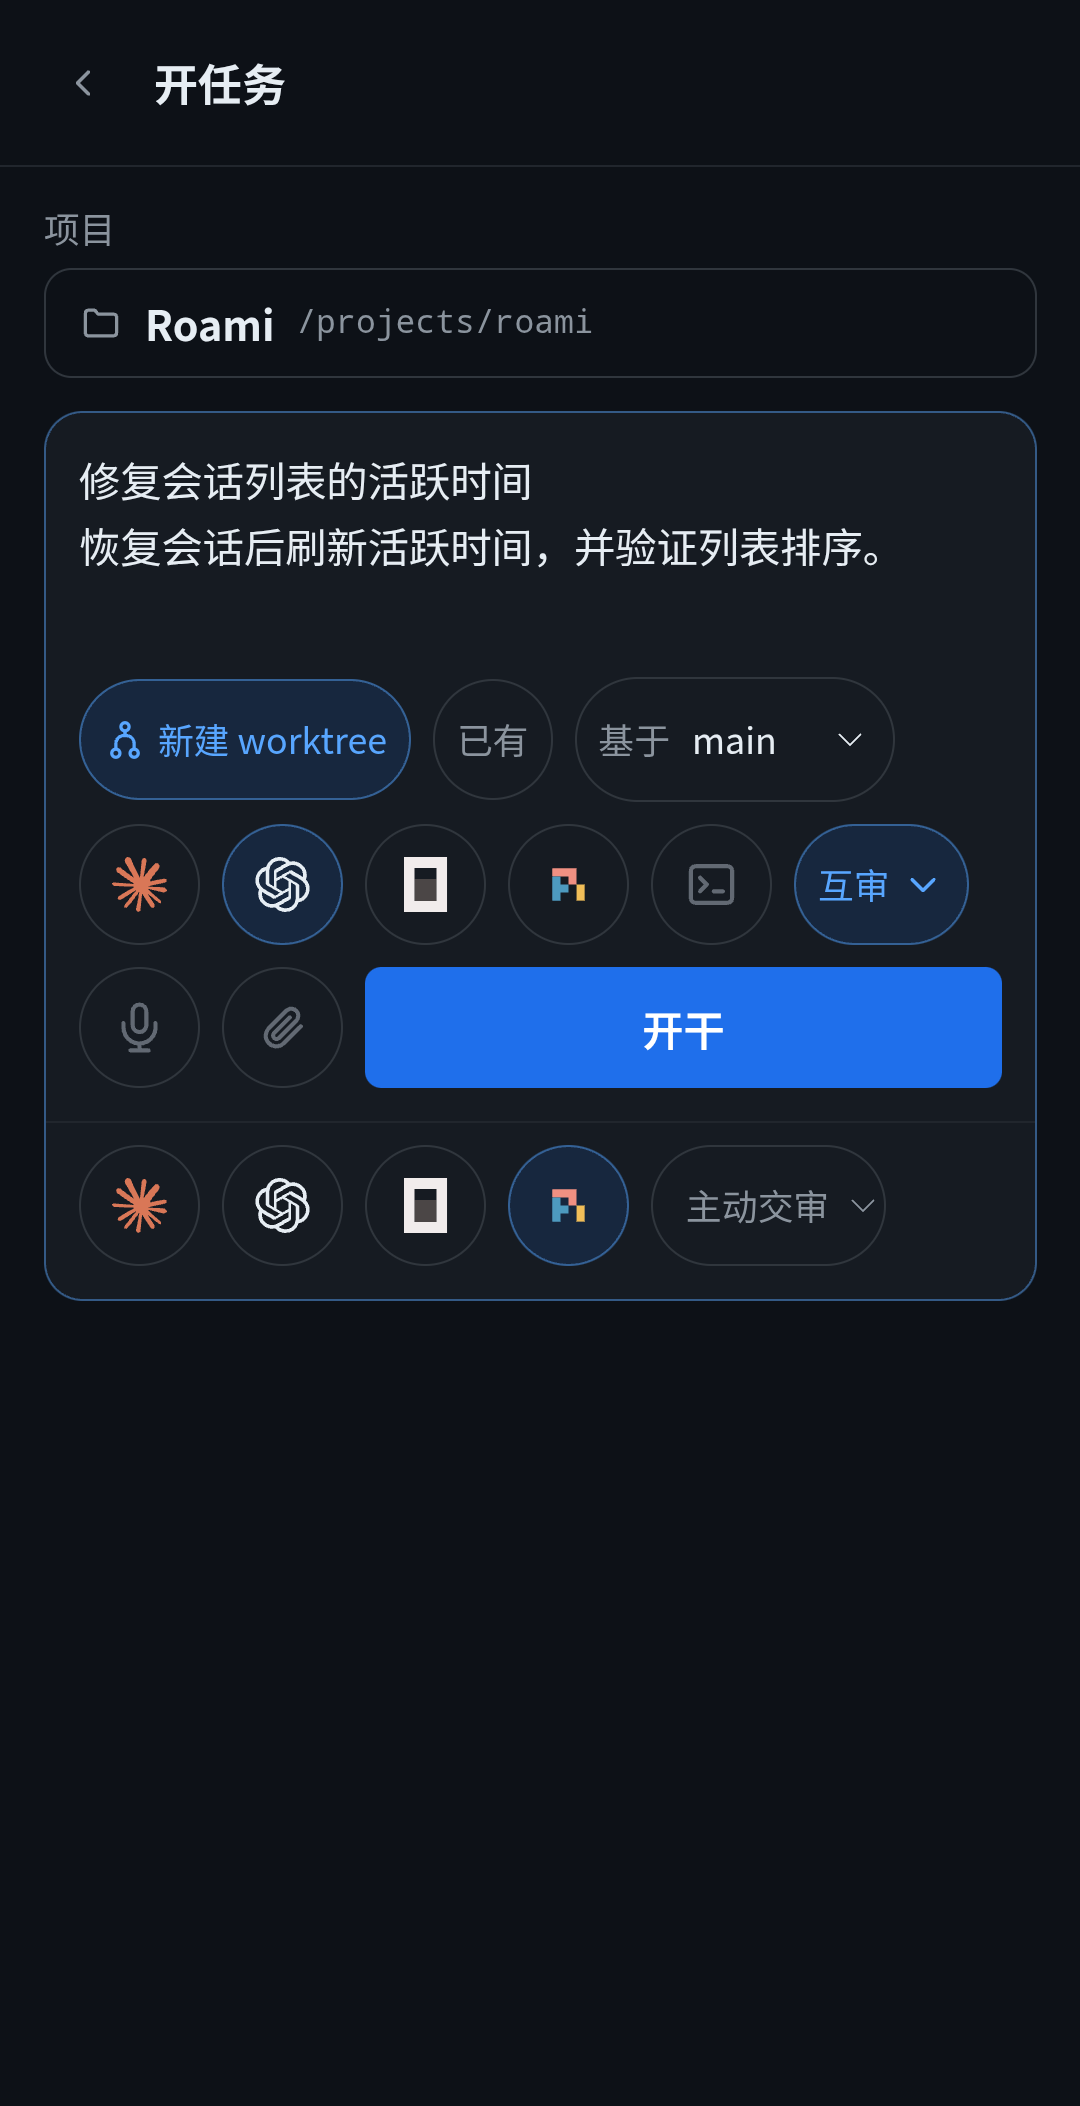 开任务
项目
Roami /projects/roami
修复会话列表的活跃时间
恢复会话后刷新活跃时间，并验证列表排序。
新建 worktree 已有 基于 main
互审
开干
主动交审